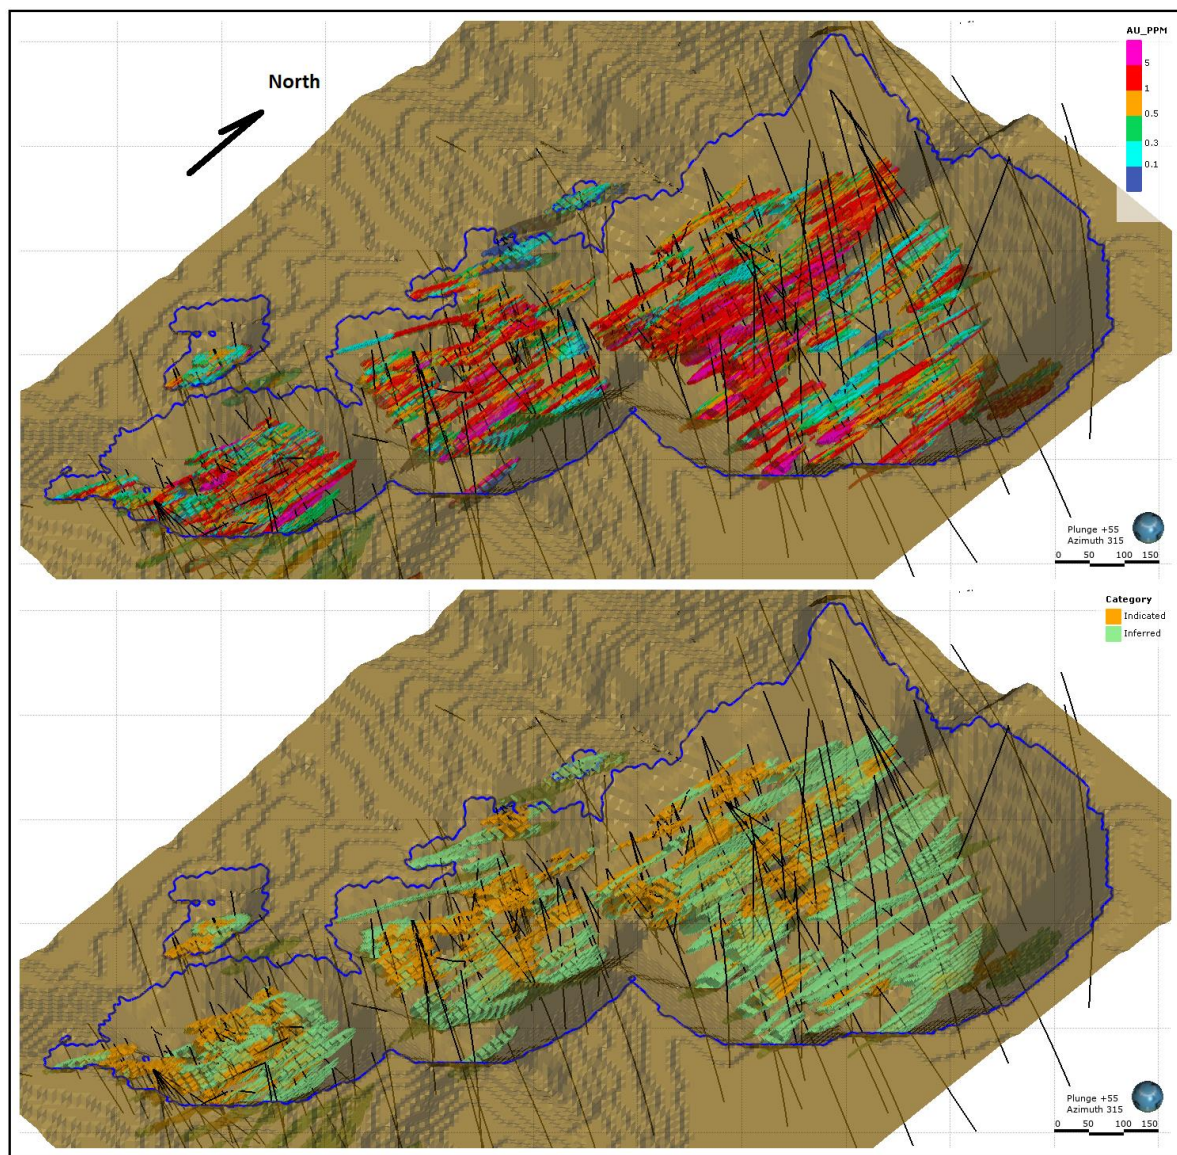 AU_PPM
5
1
0.5
0.3
0.1
North
Plunge +55
Azimuth 315
0 50 100 150
Category
Indicated
Inferred
Plunge +55
Azimuth 315
0 50 100 150